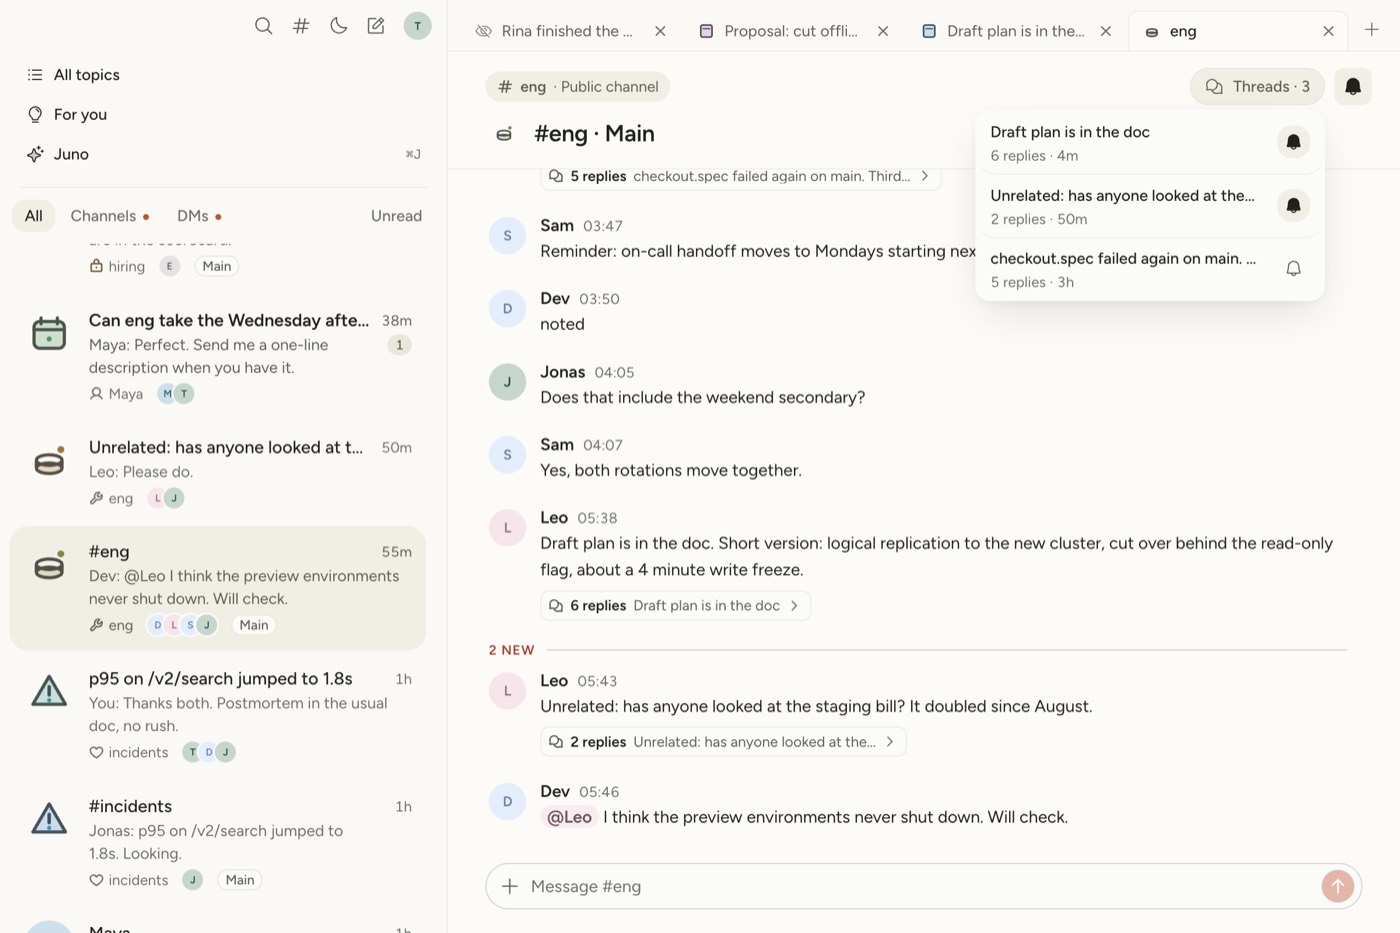 T
All topics
For you
Juno
⌘J
All
Channels
DMs
Unread
hiring
E
Main
Can eng take the Wednesday afte...
38m
Maya: Perfect. Send me a one-line
description when you have it.
1
Maya
M
T
Unrelated: has anyone looked at t...
50m
Leo: Please do.
eng
L
J
#eng
55m
Dev: @Leo I think the preview environments
never shut down. Will check.
eng
D
L
S
J
Main
p95 on /v2/search jumped to 1.8s
1h
You: Thanks both. Postmortem in the usual
doc, no rush.
incidents
T
D
J
#incidents
1h
Jonas: p95 on /v2/search jumped to
1.8s. Looking.
incidents
J
Main
Maya
1h
Rina finished the ...
Proposal: cut offli...
Draft plan is in the...
eng
# eng · Public channel
Threads · 3
#eng · Main
Draft plan is in the doc
6 replies · 4m
Unrelated: has anyone looked at the...
2 replies · 50m
checkout.spec failed again on main. ...
5 replies · 3h
5 replies checkout.spec failed again on main. Third...
S
Sam 03:47
Reminder: on-call handoff moves to Mondays starting nex
D
Dev 03:50
noted
J
Jonas 04:05
Does that include the weekend secondary?
S
Sam 04:07
Yes, both rotations move together.
L
Leo 05:38
Draft plan is in the doc. Short version: logical replication to the new cluster, cut over behind the read-only
flag, about a 4 minute write freeze.
6 replies Draft plan is in the doc
2 NEW
L
Leo 05:43
Unrelated: has anyone looked at the staging bill? It doubled since August.
2 replies Unrelated: has anyone looked at the...
D
Dev 05:46
@Leo I think the preview environments never shut down. Will check.
Message #eng